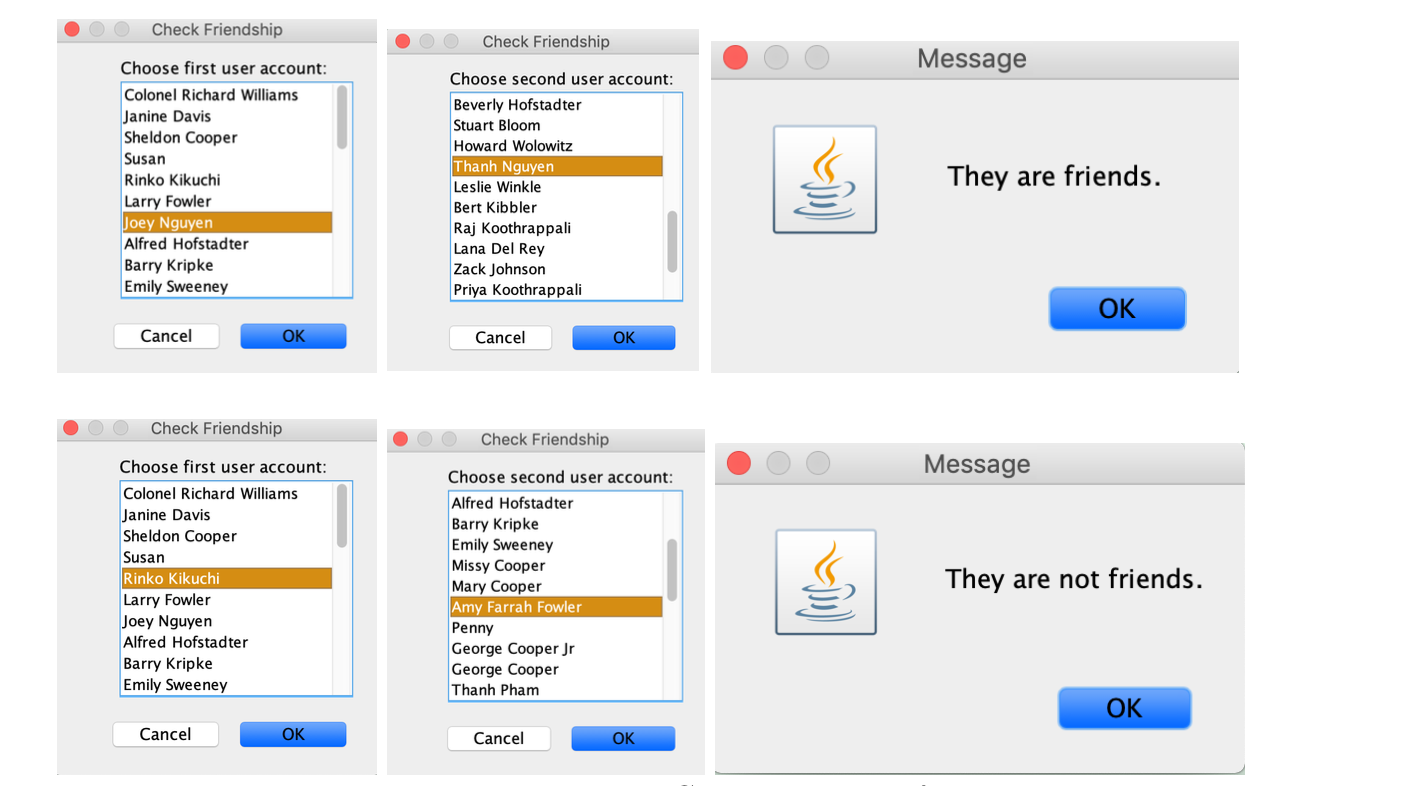 Check Friendship
Choose first user account:
Colonel Richard Williams
Janine Davis
Sheldon Cooper
Susan
Rinko Kikuchi
Larry Fowler
Joey Nguyen
Alfred Hofstadter
Barry Kripke
Emily Sweeney
Cancel
OK
Check Friendship
Choose second user account:
Beverly Hofstadter
Stuart Bloom
Howard Wolowitz
Thanh Nguyen
Leslie Winkle
Bert Kibbler
Raj Koothrappali
Lana Del Rey
Zack Johnson
Priya Koothrappali
Cancel
OK
Message
They are friends.
OK
Check Friendship
Choose first user account:
Colonel Richard Williams
Janine Davis
Sheldon Cooper
Susan
Rinko Kikuchi
Larry Fowler
Joey Nguyen
Alfred Hofstadter
Barry Kripke
Emily Sweeney
Cancel
OK
Check Friendship
Choose second user account:
Alfred Hofstadter
Barry Kripke
Emily Sweeney
Missy Cooper
Mary Cooper
Amy Farrah Fowler
Penny
George Cooper Jr
George Cooper
Thanh Pham
Cancel
OK
Message
They are not friends.
OK